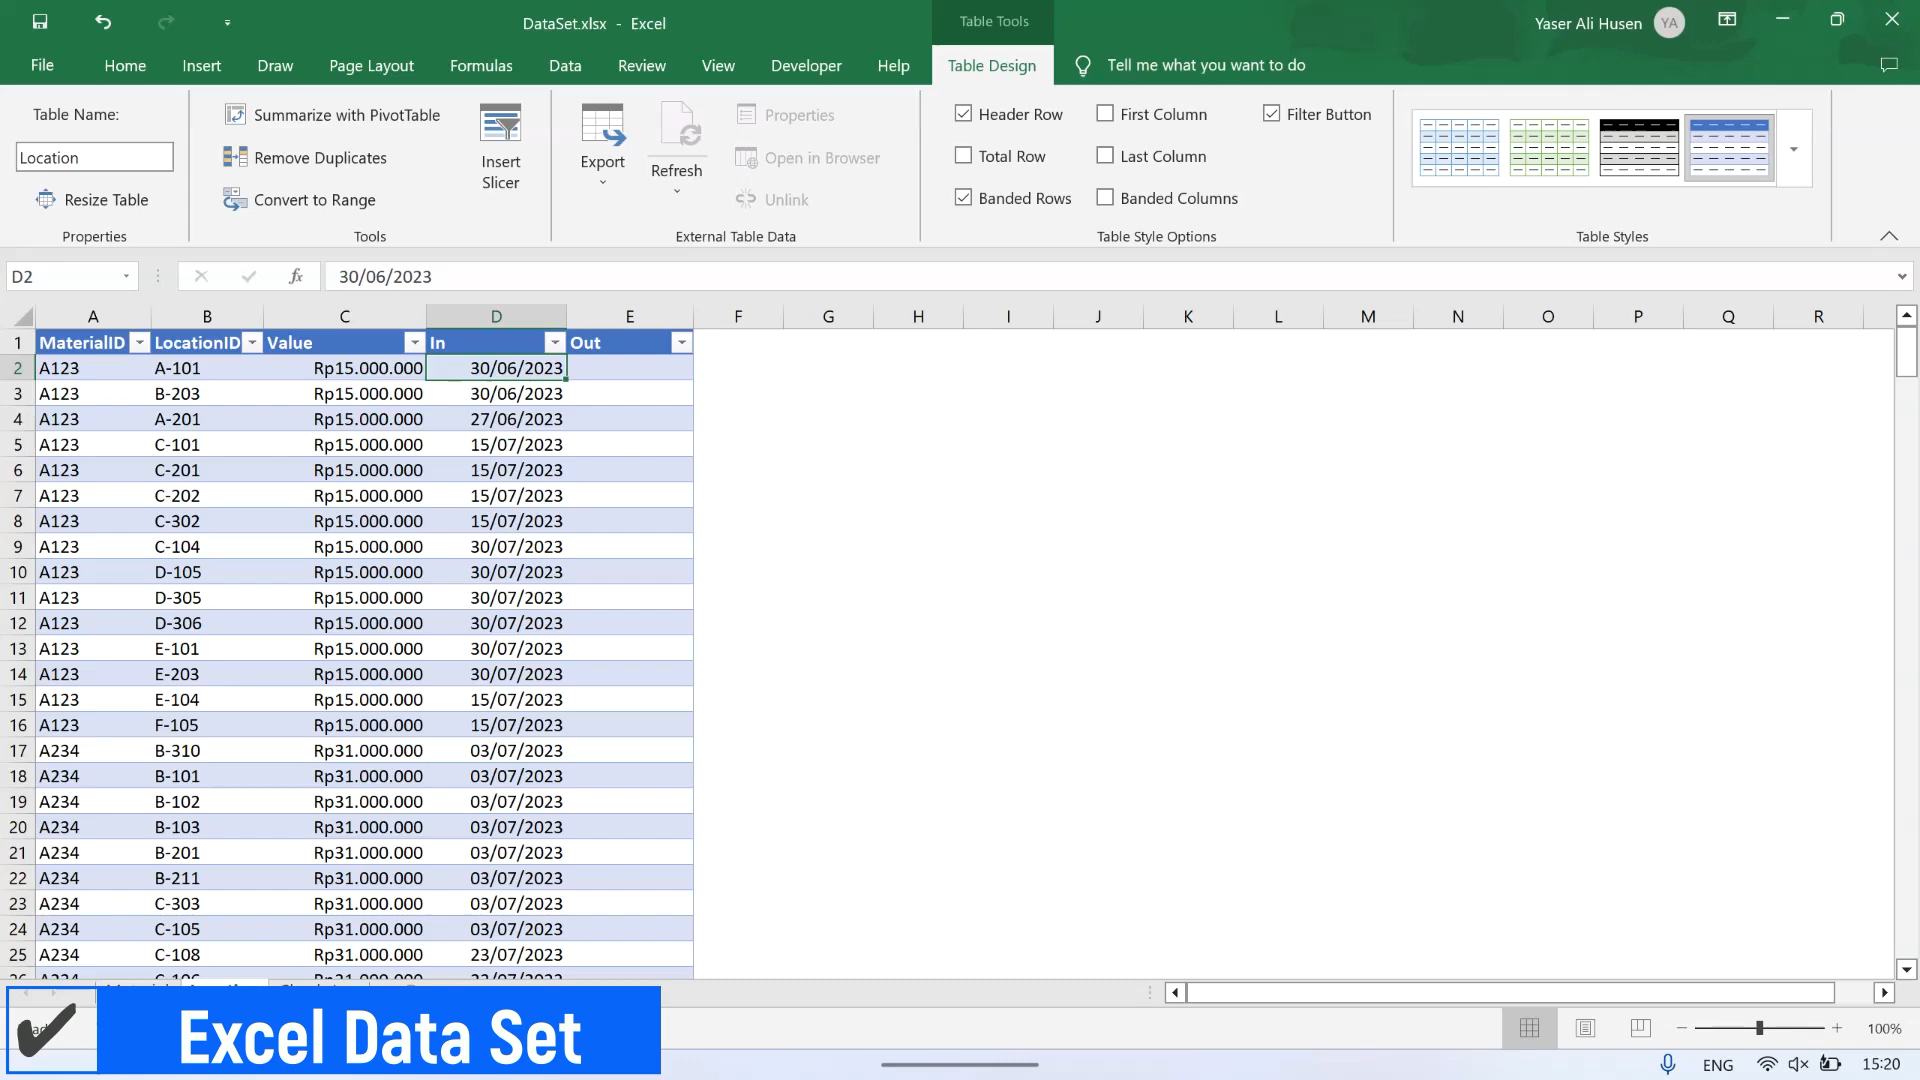 DataSet.xlsx - Excel
Table Tools
Yaser Ali Husen
YA
File
Home
Insert
Draw
Page Layout
Formulas
Data
Review
View
Developer
Help
Table Design
Tell me what you want to do
Table Name:
Location
Resize Table
Properties
Summarize with PivotTable
Remove Duplicates
Convert to Range
Insert
Slicer
Tools
Export
Refresh
Properties
Open in Browser
Unlink
External Table Data
Header Row
Total Row
Banded Rows
First Column
Last Column
Banded Columns
Filter Button
Table Style Options
Table Styles
D2
fx
30/06/2023
A B C D E F G H I J K L M N O P Q R
1 MaterialID LocationID Value In Out
2 A123 A-101 Rp15.000.000 30/06/2023
3 A123 B-203 Rp15.000.000 30/06/2023
4 A123 A-201 Rp15.000.000 27/06/2023
5 A123 C-101 Rp15.000.000 15/07/2023
6 A123 C-201 Rp15.000.000 15/07/2023
7 A123 C-202 Rp15.000.000 15/07/2023
8 A123 C-302 Rp15.000.000 15/07/2023
9 A123 C-104 Rp15.000.000 30/07/2023
10 A123 D-105 Rp15.000.000 30/07/2023
11 A123 D-305 Rp15.000.000 30/07/2023
12 A123 D-306 Rp15.000.000 30/07/2023
13 A123 E-101 Rp15.000.000 30/07/2023
14 A123 E-203 Rp15.000.000 30/07/2023
15 A123 E-104 Rp15.000.000 15/07/2023
16 A123 F-105 Rp15.000.000 15/07/2023
17 A234 B-310 Rp31.000.000 03/07/2023
18 A234 B-101 Rp31.000.000 03/07/2023
19 A234 B-102 Rp31.000.000 03/07/2023
20 A234 B-103 Rp31.000.000 03/07/2023
21 A234 B-201 Rp31.000.000 03/07/2023
22 A234 B-211 Rp31.000.000 03/07/2023
23 A234 C-303 Rp31.000.000 03/07/2023
24 A234 C-105 Rp31.000.000 03/07/2023
25 A234 C-108 Rp31.000.000 23/07/2023
Excel Data Set
100%
ENG
15:20